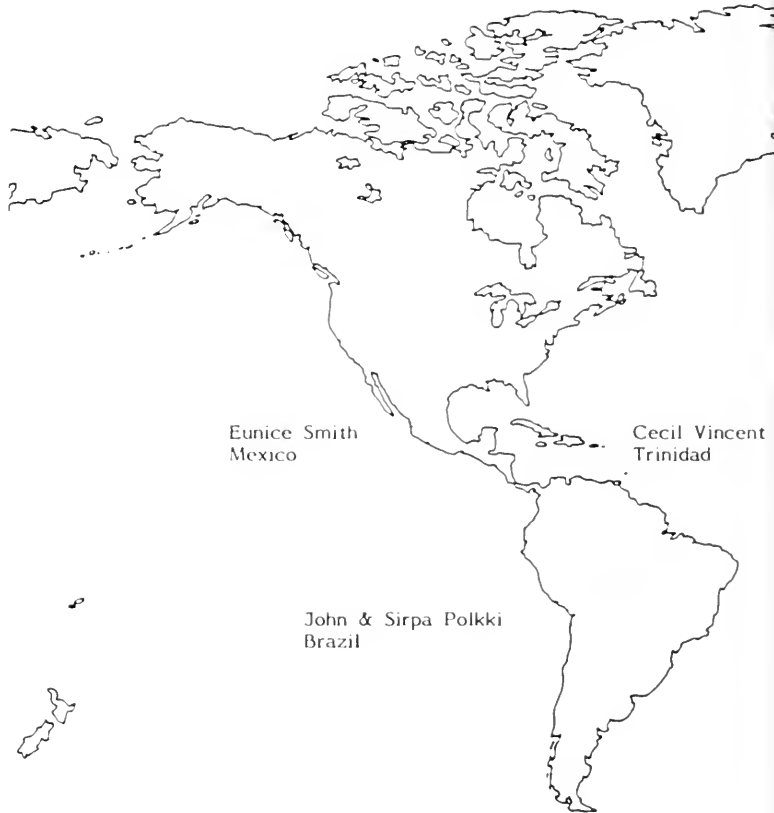 Eunice Smith
Mexico
Cecil Vincent
Trinidad
John & Sirpa Polkki
Brazil